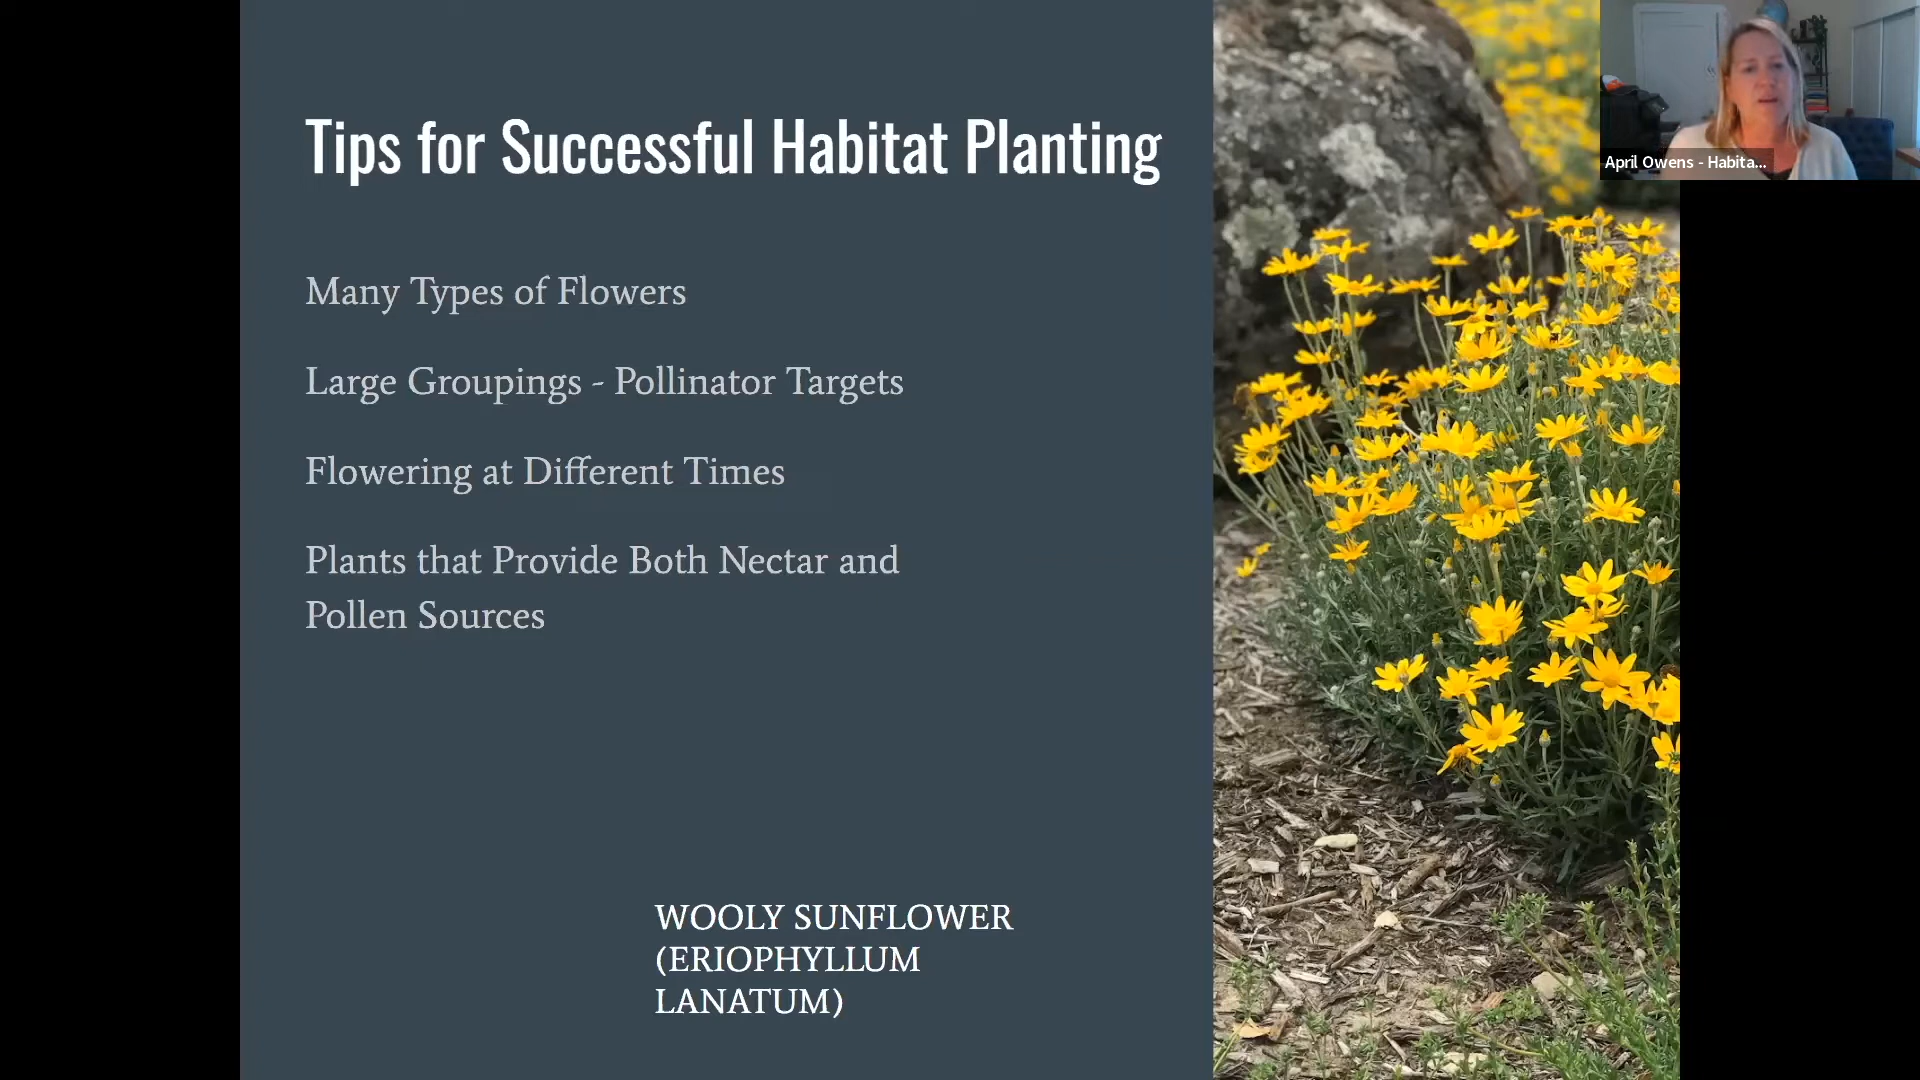 Tips for Successful Habitat Planting
April Owens - Habita...
Many Types of Flowers
Large Groupings - Pollinator Targets
Flowering at Different Times
Plants that Provide Both Nectar and
Pollen Sources
WOOLY SUNFLOWER
(ERIOPHYLLUM
LANATUM)